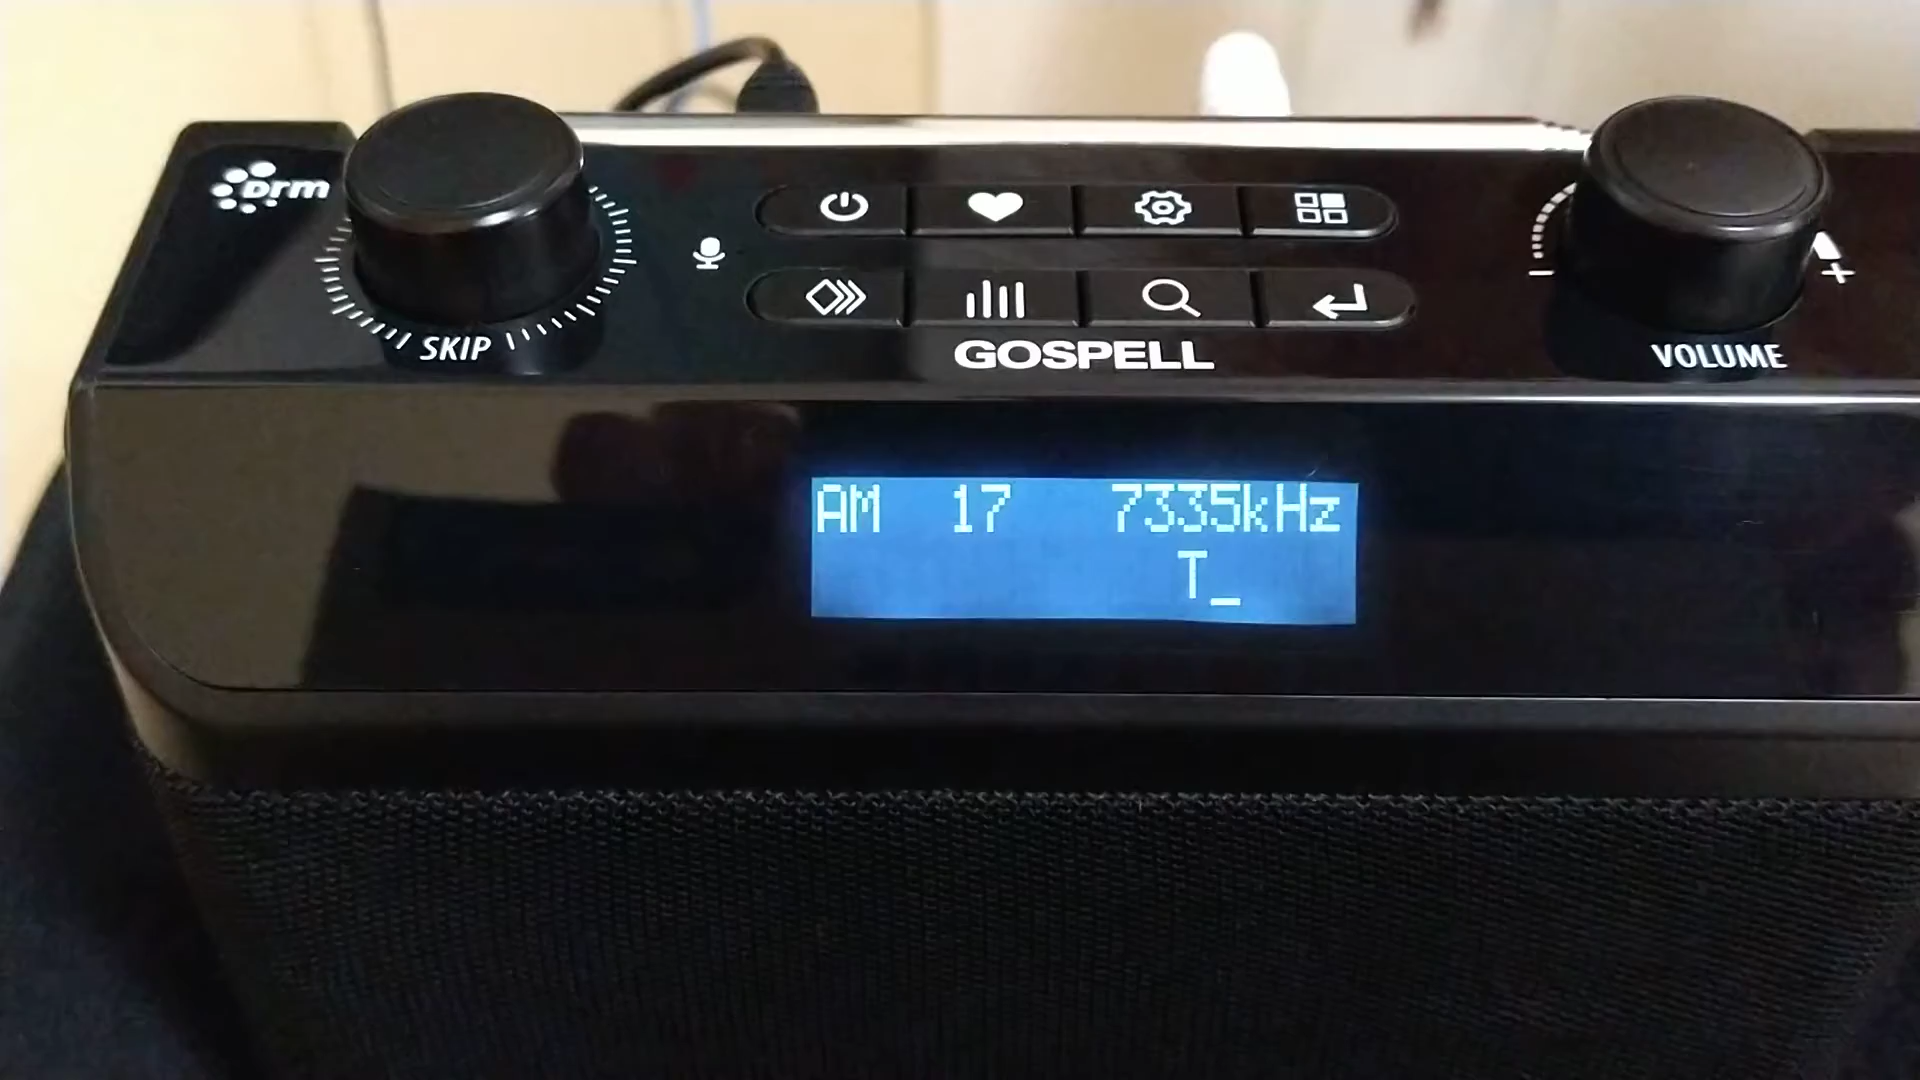 Drm
SKIP
GOSPELL
VOLUME
− +
AM 17 7335kHz
T_